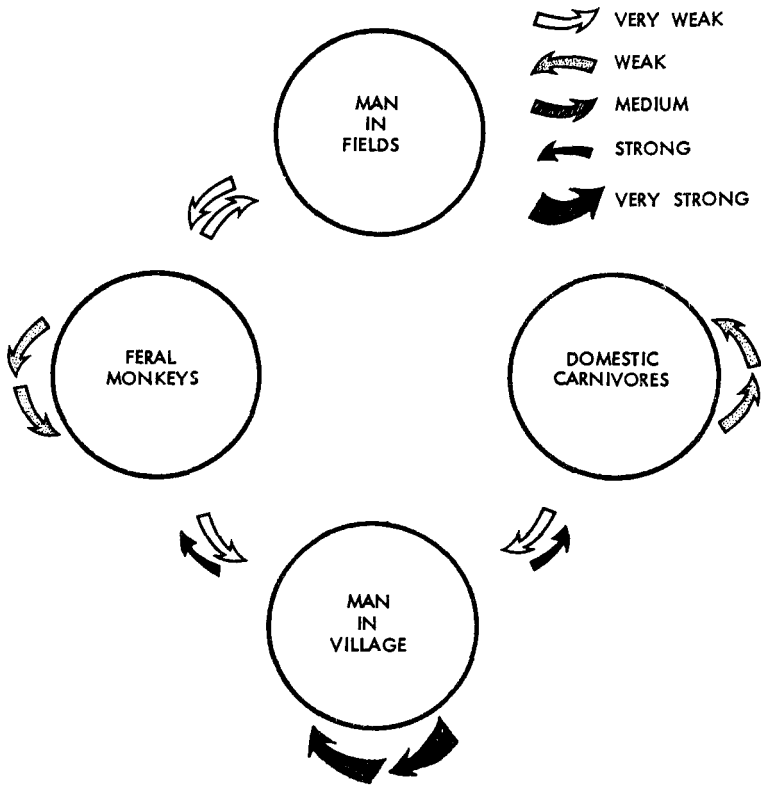 VERY WEAK
WEAK
MEDIUM
STRONG
VERY STRONG
MAN
IN
FIELDS
FERAL
MONKEYS
DOMESTIC
CARNIVORES
MAN
IN
VILLAGE